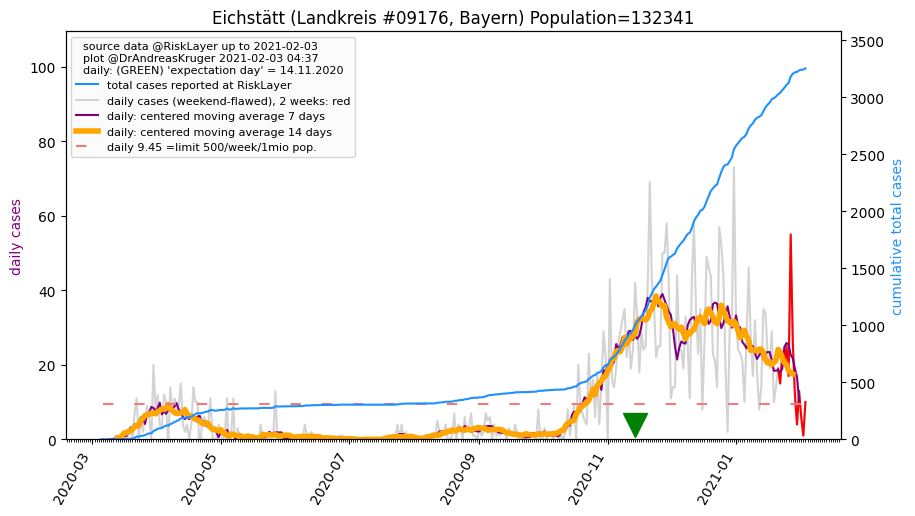 Eichstätt (Landkreis #09176, Bayern) Population=132341
source data @RiskLayer up to 2021-02-03
plot @DrAndreasKruger 2021-02-03 04:37
daily: (GREEN) 'expectation day' = 14.11.2020
total cases reported at RiskLayer
daily cases (weekend-flawed), 2 weeks: red
daily: centered moving average 7 days
daily: centered moving average 14 days
daily 9.45 =limit 500/week/1mio pop.
daily cases
100
80
60
40
20
0
cumulative total cases
3500
3000
2500
2000
1500
1000
500
0
2020-03
2020-05
2020-07
2020-09
2020-11
2021-01